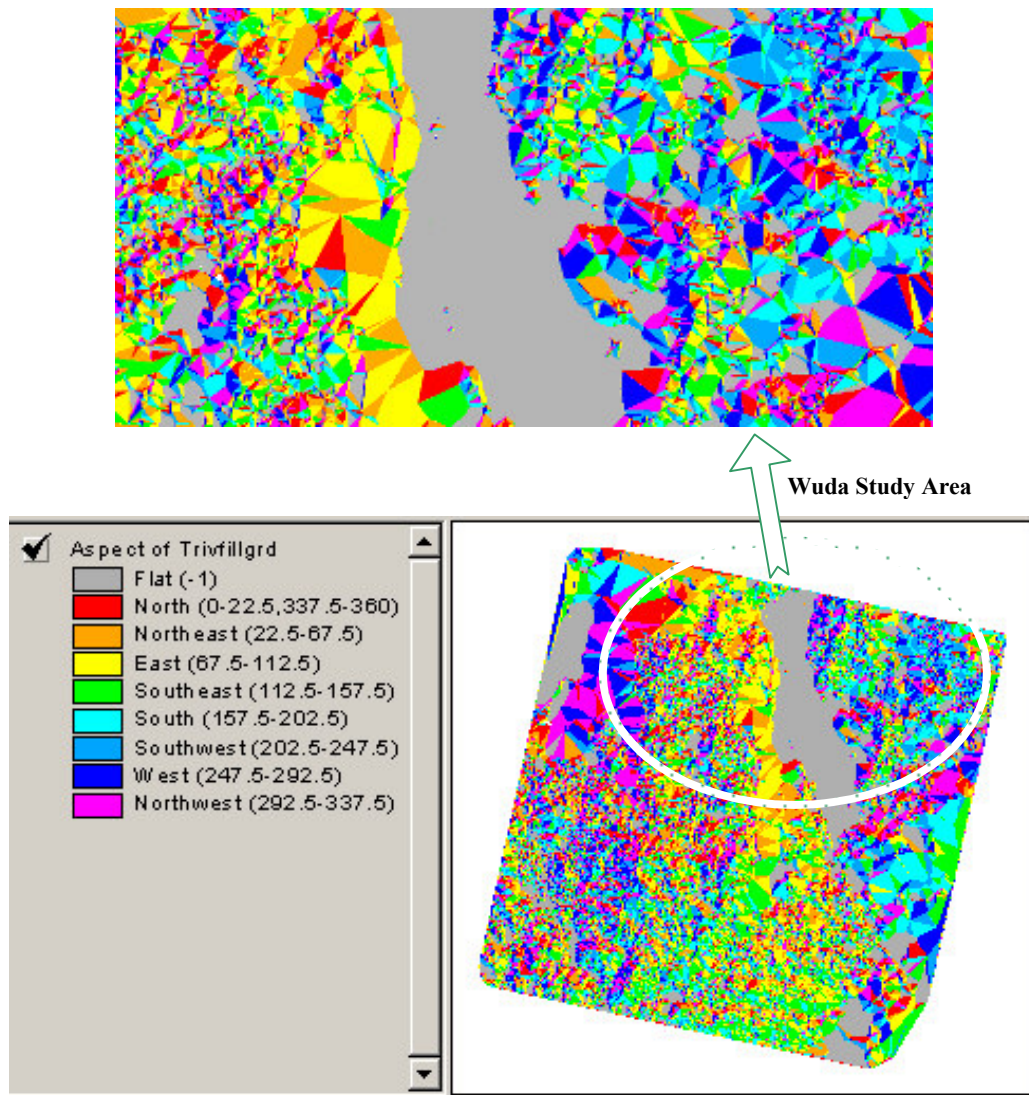 Wuda Study Area
Aspect of Trivfillgrd
Flat (-1)
North (0-22.5,337.5-360)
Northeast (22.5-67.5)
East (67.5-112.5)
Southeast (112.5-157.5)
South (157.5-202.5)
Southwest (202.5-247.5)
West (247.5-292.5)
Northwest (292.5-337.5)